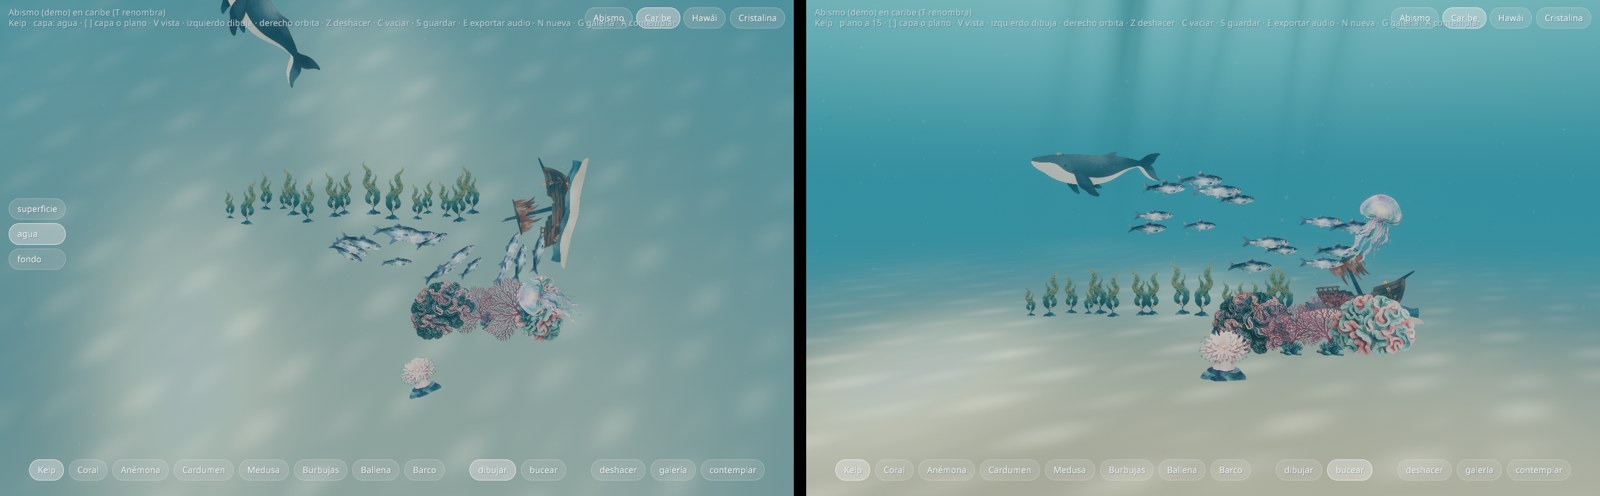 Abismo (demo) en caribe (T renombra)
Kelp · capa: agua · [ ] capa o plano · V vista · izquierdo dibuja · derecho orbita · Z deshacer · C vaciar · S guardar · E exportar audio · N nueva · G galería
Abismo
Caribe
Hawái
Cristalina
superficie
agua
fondo
Kelp
Coral
Anémona
Cardumen
Medusa
Burbujas
Ballena
Barco
dibujar
bucear
deshacer
galería
contemplar
Abismo (demo) en caribe (T renombra)
Kelp · plano a 15 · [ ] capa o plano · V vista · izquierdo dibuja · derecho orbita · Z deshacer · C vaciar · S guardar · E exportar audio · N nueva
Abismo
Caribe
Hawái
Cristalina
Kelp
Coral
Anémona
Cardumen
Medusa
Burbujas
Ballena
Barco
dibujar
bucear
deshacer
galería
contemplar